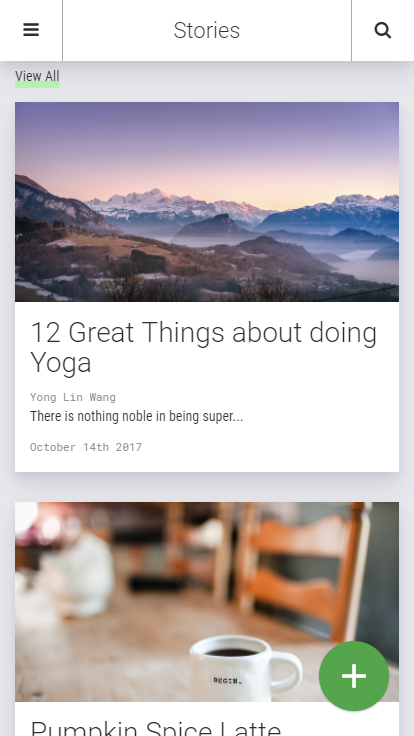 Stories
View All
12 Great Things about doing
Yoga
Yong Lin Wang
There is nothing noble in being super...
October 14th 2017
BEGIN.
Pumpkin Spice Latte